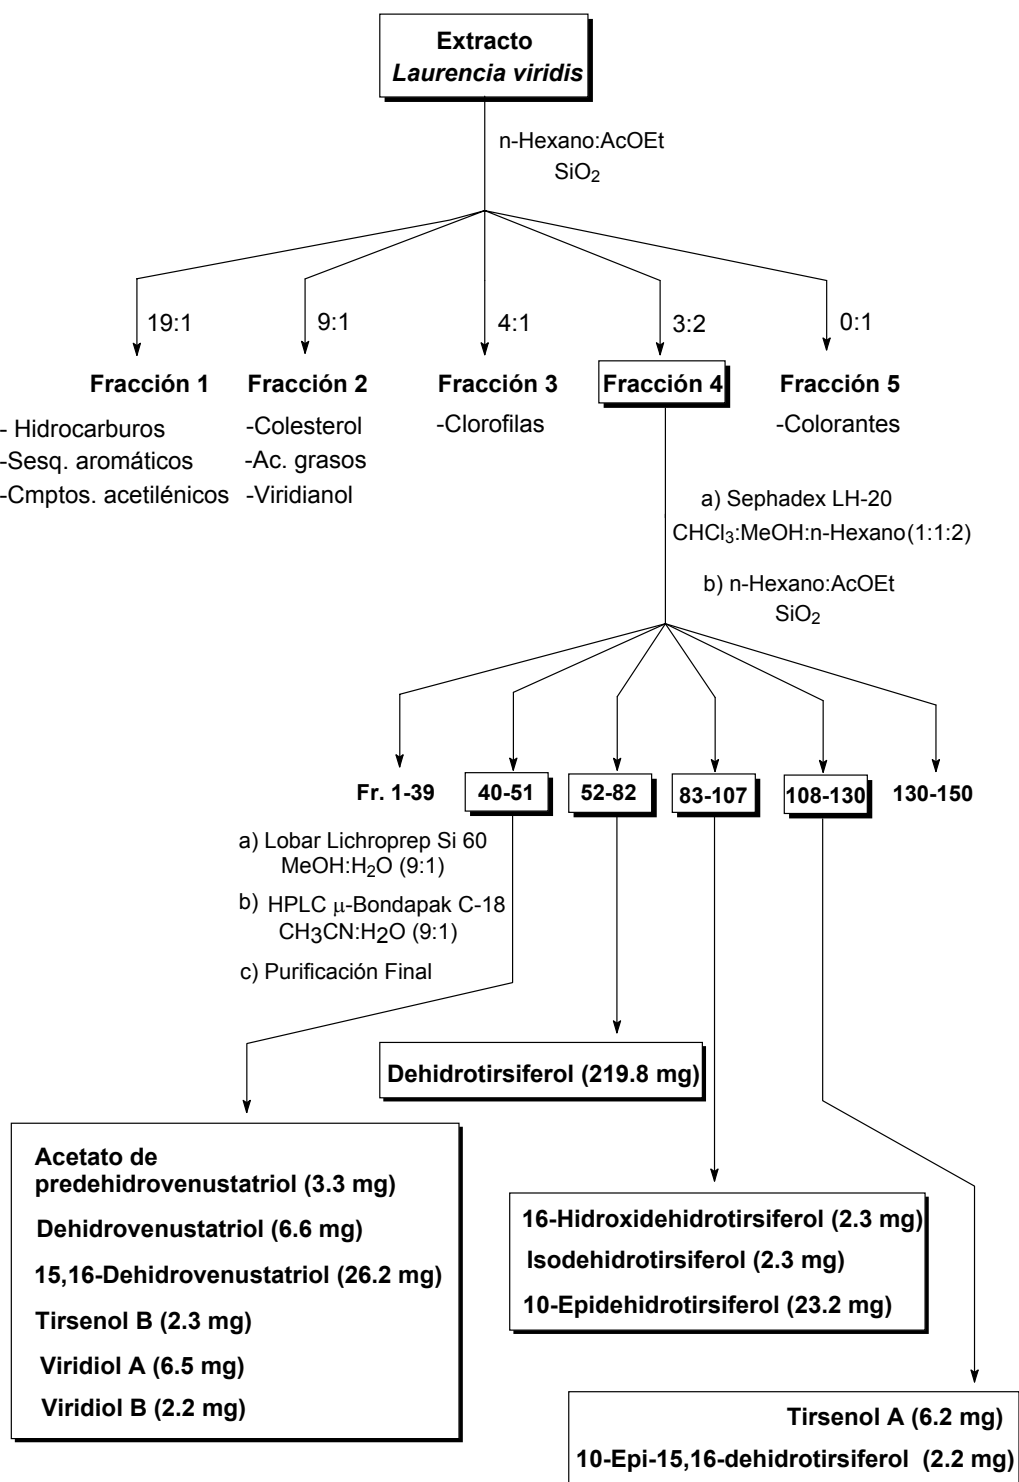 Extracto
Laurencia viridis
n-Hexano:AcOEt
SiO2
19:1
9:1
4:1
3:2
0:1
Fracción 1
Fracción 2
Fracción 3
Fracción 4
Fracción 5
- Hidrocarburos
-Sesq. aromáticos
-Cmptos. acetilénicos
-Colesterol
-Ac. grasos
-Viridianol
-Clorofilas
-Colorantes
a) Sephadex LH-20
CHCl3:MeOH:n-Hexano(1:1:2)
b) n-Hexano:AcOEt
SiO2
Fr. 1-39
40-51
52-82
83-107
108-130
130-150
a) Lobar Lichroprep Si 60
MeOH:H2O (9:1)
b) HPLC μ-Bondapak C-18
CH3CN:H2O (9:1)
c) Purificación Final
Dehidrotirsiferol (219.8 mg)
Acetato de
predehidrovenustatriol (3.3 mg)
Dehidrovenustatriol (6.6 mg)
15,16-Dehidrovenustatriol (26.2 mg)
Tirsenol B (2.3 mg)
Viridiol A (6.5 mg)
Viridiol B (2.2 mg)
16-Hidroxidehidrotirsiferol (2.3 mg)
Isodehidrotirsiferol (2.3 mg)
10-Epidehidrotirsiferol (23.2 mg)
Tirsenol A (6.2 mg)
10-Epi-15,16-dehidrotirsiferol (2.2 mg)